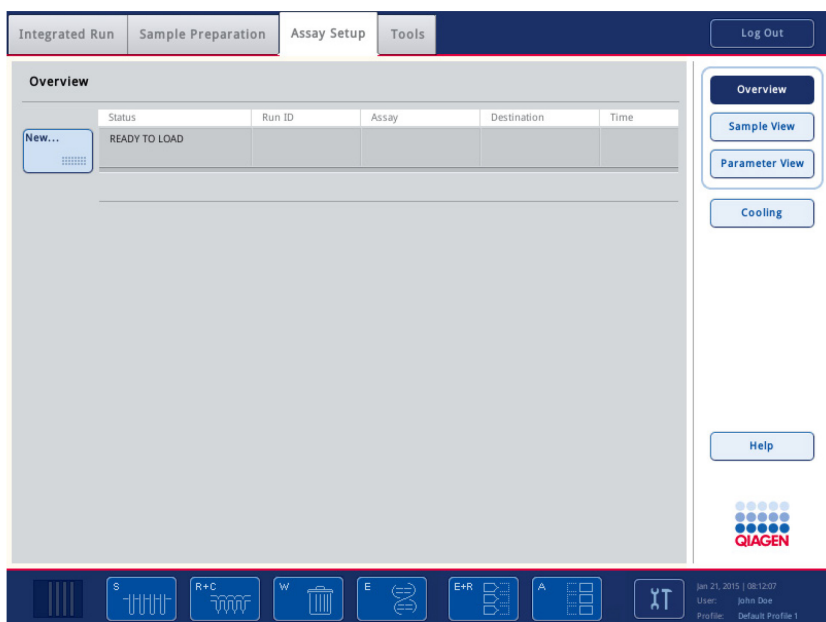 Integrated Run
Sample Preparation
Assay Setup
Tools
Log Out
Overview
Status
Run ID
Assay
Destination
Time
New...
READY TO LOAD
Overview
Sample View
Parameter View
Cooling
Help
QIAGEN
S
R+C
W
E
E+R
A
Jan 21, 2015 | 08:12:07
User: John Doe
Profile: Default Profile 1